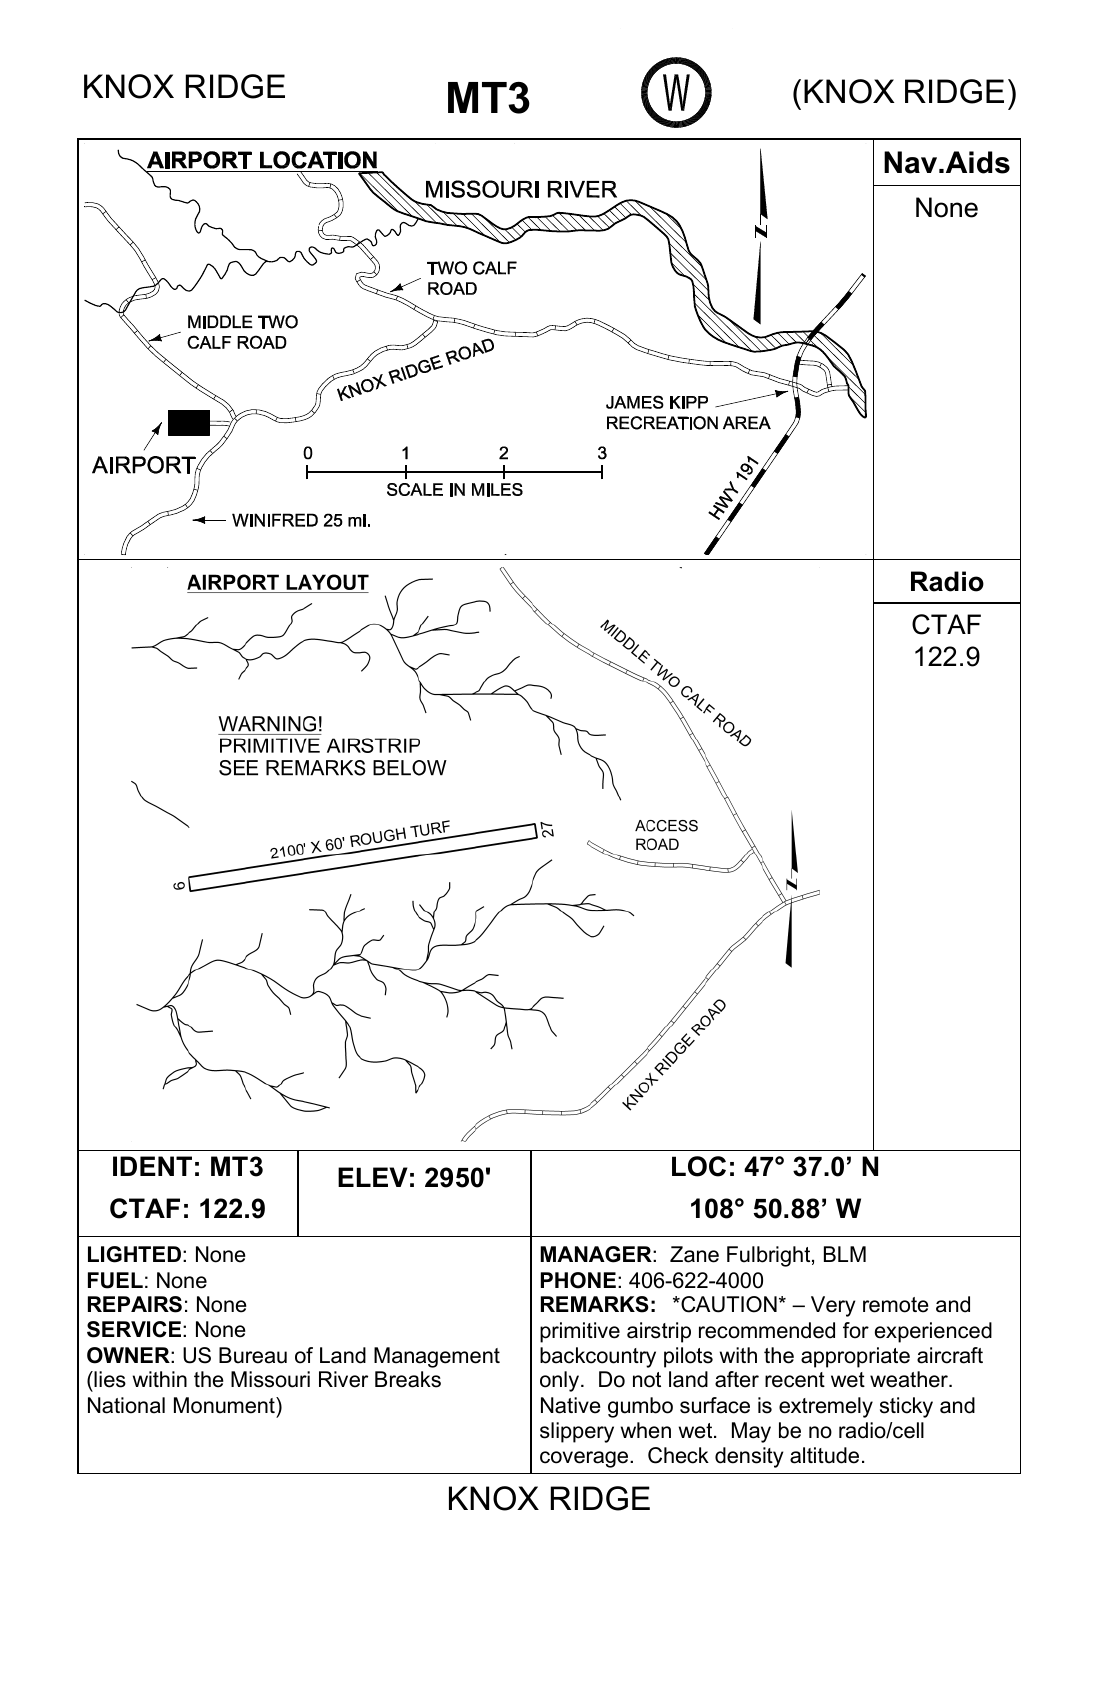 KNOX RIDGE
MT3
W
(KNOX RIDGE)
AIRPORT LOCATION
MISSOURI RIVER
N
TWO CALF
ROAD
MIDDLE TWO
CALF ROAD
KNOX RIDGE ROAD
JAMES KIPP
RECREATION AREA
AIRPORT
0 1 2 3
SCALE IN MILES
HWY 191
WINIFRED 25 mi.
Nav.Aids
None
AIRPORT LAYOUT
MIDDLE TWO CALF ROAD
WARNING!
PRIMITIVE AIRSTRIP
SEE REMARKS BELOW
2100' X 60' ROUGH TURF
9
27
ACCESS
ROAD
N
KNOX RIDGE ROAD
Radio
CTAF
122.9
IDENT: MT3
CTAF: 122.9
ELEV: 2950'
LOC: 47° 37.0’ N
108° 50.88’ W
LIGHTED: None
FUEL: None
REPAIRS: None
SERVICE: None
OWNER: US Bureau of Land Management
(lies within the Missouri River Breaks
National Monument)
MANAGER: Zane Fulbright, BLM
PHONE: 406-622-4000
REMARKS: *CAUTION* – Very remote and
primitive airstrip recommended for experienced
backcountry pilots with the appropriate aircraft
only. Do not land after recent wet weather.
Native gumbo surface is extremely sticky and
slippery when wet. May be no radio/cell
coverage. Check density altitude.
KNOX RIDGE